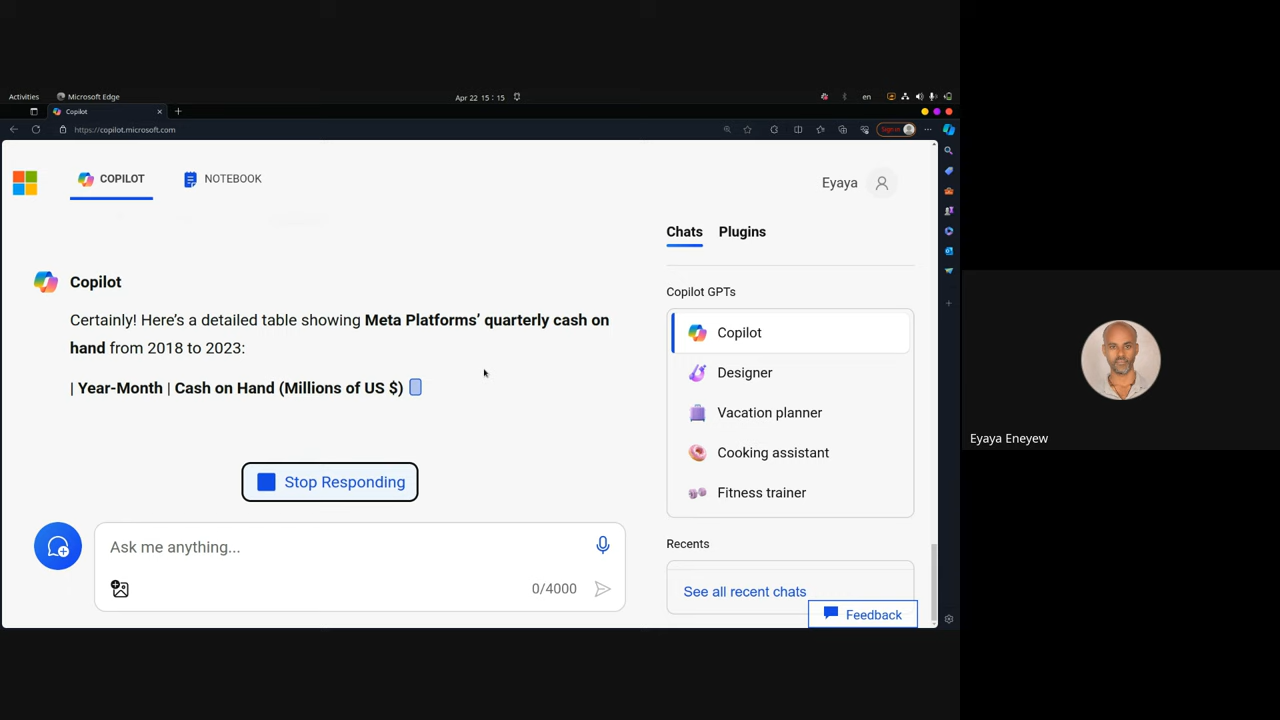 Activities
Microsoft Edge
Apr 22 15:15
en
Copilot
https://copilot.microsoft.com
Sign in
COPILOT
NOTEBOOK
Eyaya
Chats
Plugins
Copilot
Certainly! Here's a detailed table showing Meta Platforms' quarterly cash on
hand from 2018 to 2023:
| Year-Month | Cash on Hand (Millions of US $)
Stop Responding
Ask me anything...
0/4000
Copilot GPTs
Copilot
Designer
Vacation planner
Cooking assistant
Fitness trainer
Recents
See all recent chats
Feedback
Eyaya Eneyew